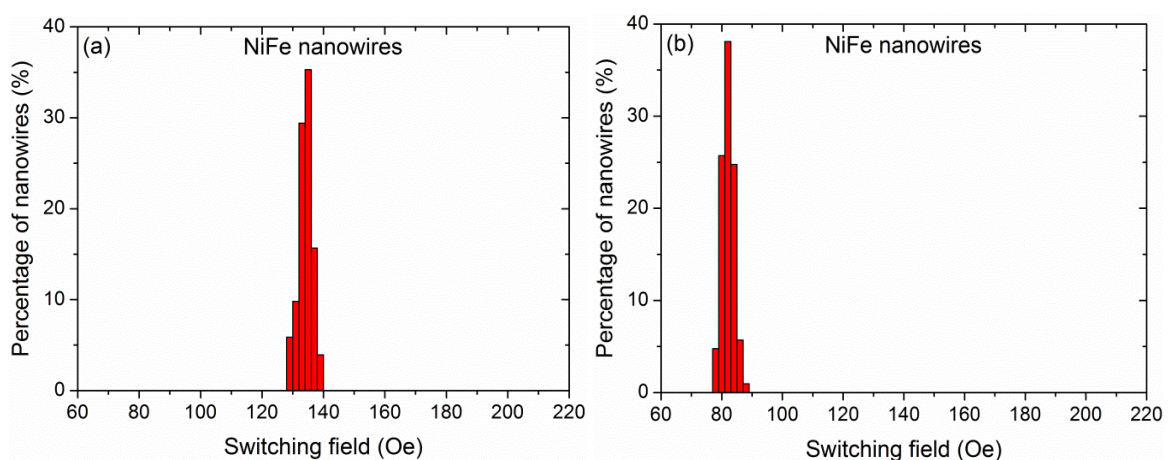 (a) NiFe nanowires
Percentage of nanowires (%)
40
30
20
10
0
60 80 100 120 140 160 180 200 220
Switching field (Oe)
(b) NiFe nanowires
Percentage of nanowires (%)
40
30
20
10
0
60 80 100 120 140 160 180 200 220
Switching field (Oe)